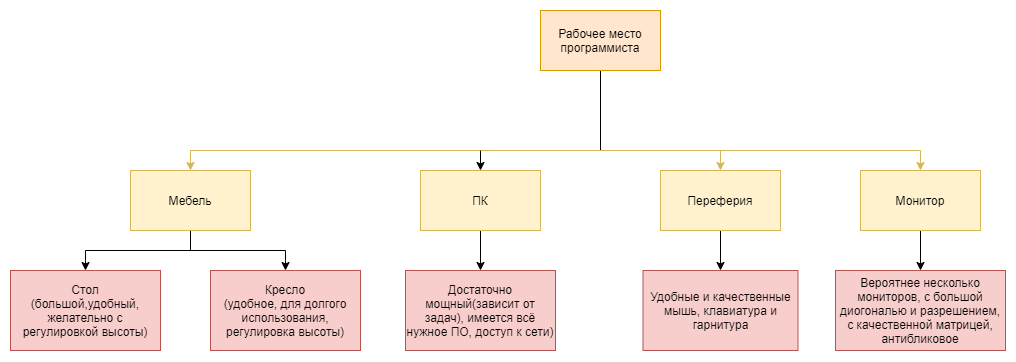 Рабочее место
программиста
Мебель
ПК
Переферия
Монитор
Стол
(большой,удобный,
желательно с
регулировкой высоты)
Кресло
(удобное, для долгого
использования,
регулировка высоты)
Достаточно
мощный(зависит от
задач), имеется всё
нужное ПО, доступ к сети)
Удобные и качественные
мышь, клавиатура и
гарнитура
Вероятнее несколько
мониторов, с большой
диогональю и разрешением,
с качественной матрицей,
антибликовое